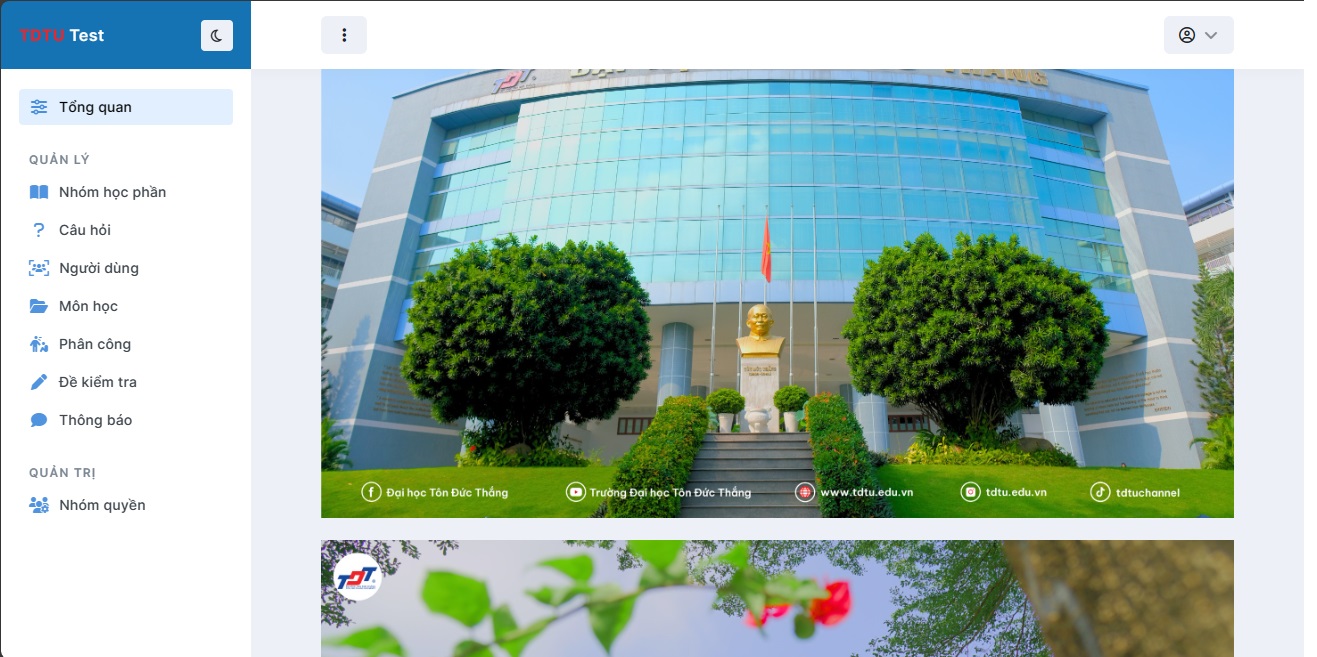 TDTU Test
Tổng quan
QUẢN LÝ
Nhóm học phần
Câu hỏi
Người dùng
Môn học
Phân công
Đề kiểm tra
Thông báo
QUẢN TRỊ
Nhóm quyền
TDT
Đại học Tôn Đức Thắng
Trường Đại học Tôn Đức Thắng
www.tdtu.edu.vn
tdtu.edu.vn
tdtuchannel
TDT